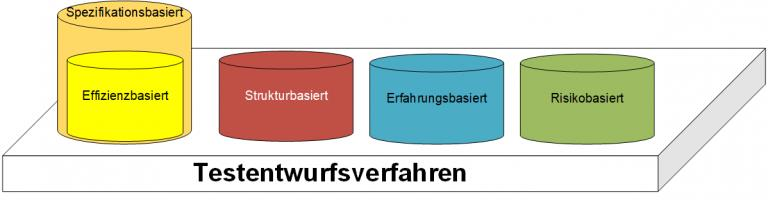 Spezifikationsbasiert
Effizienzbasiert
Strukturbasiert
Erfahrungsbasiert
Risikobasiert
Testentwurfsverfahren